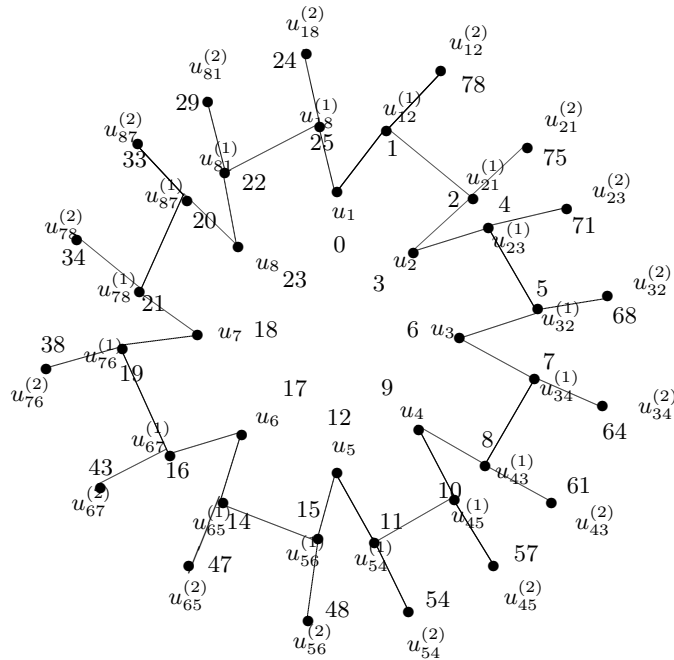 u_{18}^{(2)}
u_{12}^{(2)}
24
u_{81}^{(2)}
78
29
u_{18}^{(1)}
u_{12}^{(1)}
u_{21}^{(2)}
u_{87}^{(2)}
25
1
33
u_{81}^{(1)}
75
22
u_{21}^{(1)}
u_{87}^{(1)}
2
u_{23}^{(2)}
u_1
4
u_{78}^{(2)}
20
71
0
u_{23}^{(1)}
34
u_8
u_2
23
3
u_{32}^{(2)}
u_{78}^{(1)}
5
21
68
u_{32}^{(1)}
38
u_7
18
6
u_3
u_{76}^{(1)}
7
19
u_{76}^{(2)}
17
9
u_{34}^{(1)}
u_{34}^{(2)}
u_6
12
u_4
64
u_{67}^{(1)}
u_5
8
43
16
u_{43}^{(1)}
u_{67}^{(2)}
10
61
15
u_{65}^{(1)}
14
11
u_{45}^{(1)}
u_{43}^{(2)}
u_{56}^{(1)}
u_{54}^{(1)}
47
57
u_{65}^{(2)}
48
54
u_{45}^{(2)}
u_{56}^{(2)}
u_{54}^{(2)}